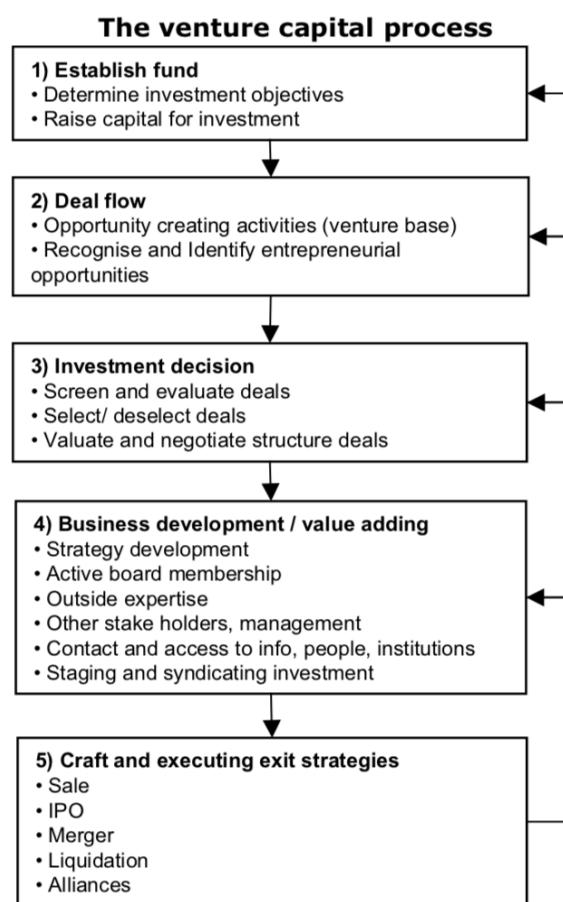 The venture capital process
1) Establish fund
• Determine investment objectives
• Raise capital for investment
2) Deal flow
• Opportunity creating activities (venture base)
• Recognise and Identify entrepreneurial
opportunities
3) Investment decision
• Screen and evaluate deals
• Select/ deselect deals
• Valuate and negotiate structure deals
4) Business development / value adding
• Strategy development
• Active board membership
• Outside expertise
• Other stake holders, management
• Contact and access to info, people, institutions
• Staging and syndicating investment
5) Craft and executing exit strategies
• Sale
• IPO
• Merger
• Liquidation
• Alliances